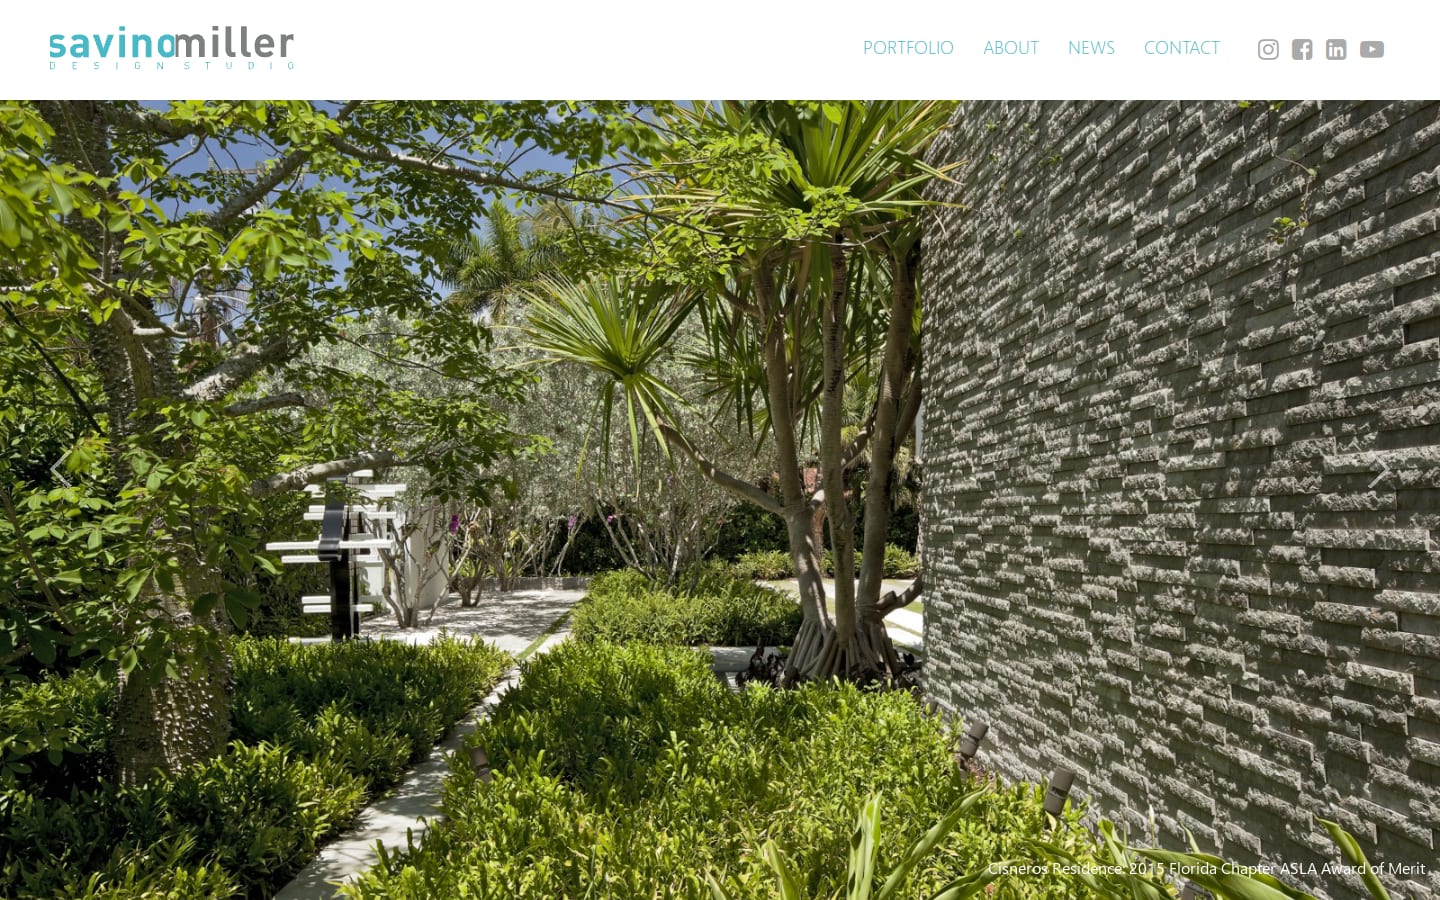 savinomiller
DESIGN STUDIO
PORTFOLIO ABOUT NEWS CONTACT
Cisneros Residence: 2015 Florida Chapter ASLA Award of Merit